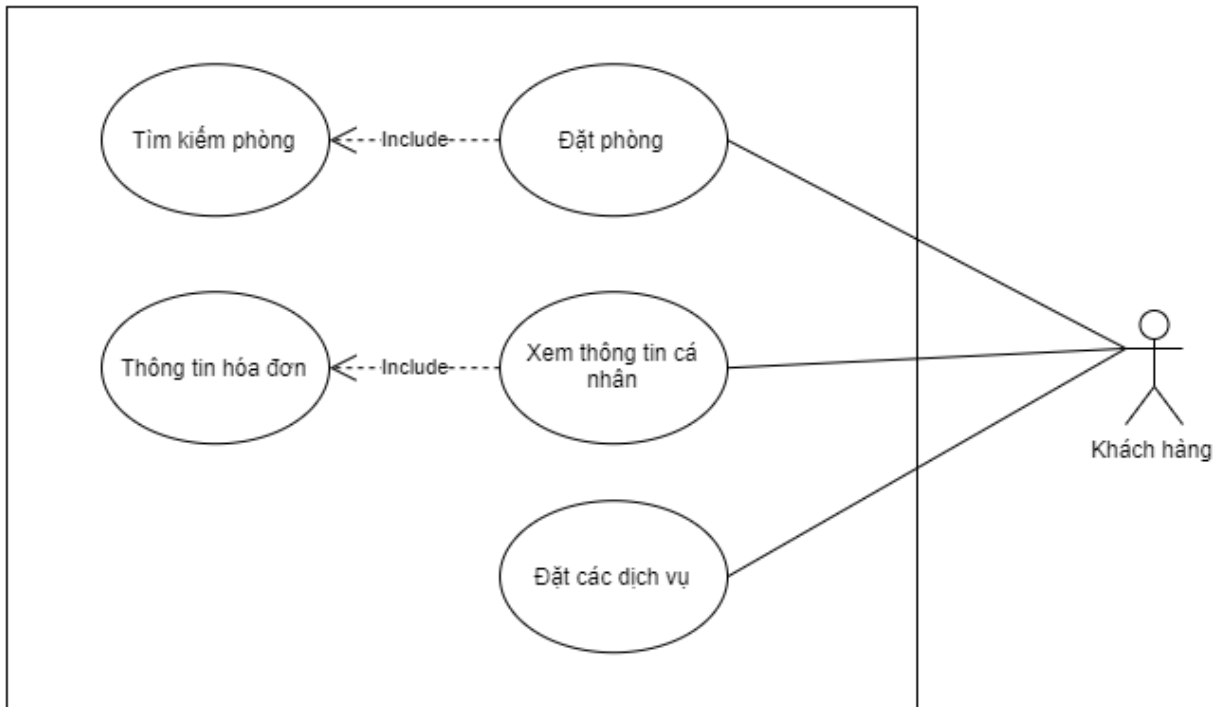 Tìm kiếm phòng
Include
Đặt phòng
Thông tin hóa đơn
Include
Xem thông tin cá
nhân
Khách hàng
Đặt các dịch vụ